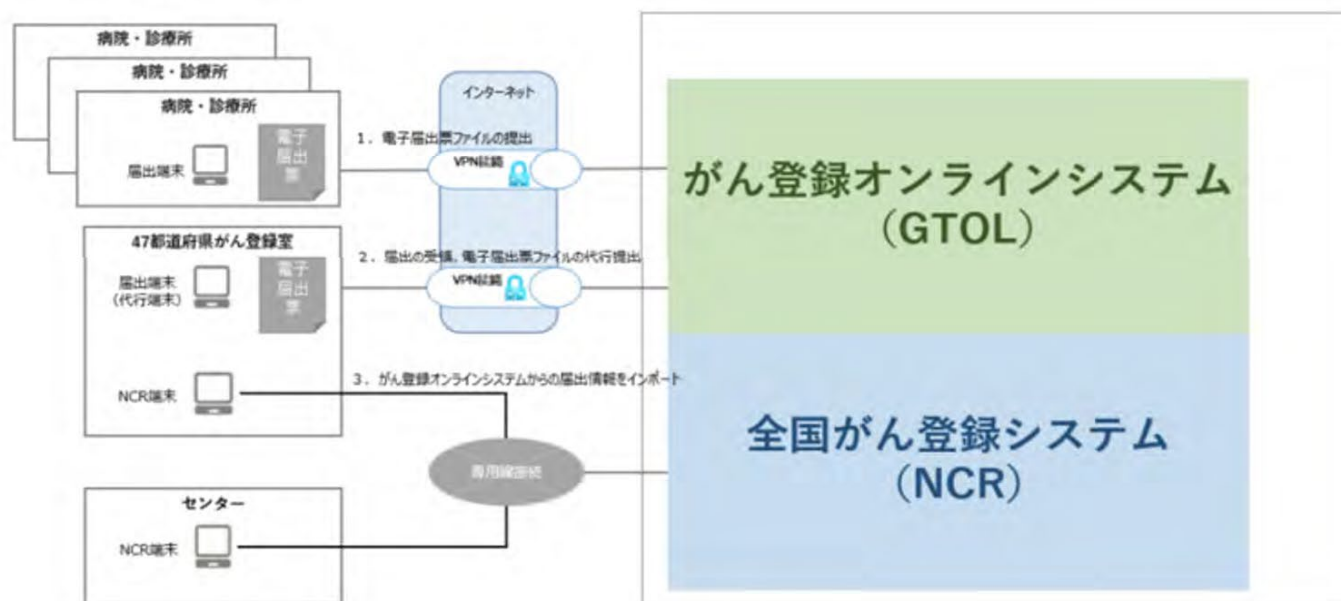 病院・診療所
病院・診療所
病院・診療所
届出端末
電子
届出
票
1．電子届出票ファイルの提出
インターネット
VPN接続
47都道府県がん登録室
届出端末
(代行端末)
電子
届出
票
2．届出の受領、電子届出票ファイルの代行提出
VPN接続
NCR端末
3．がん登録オンラインシステムからの届出情報をインポート
専用線接続
センター
NCR端末
がん登録オンラインシステム
(GTOL)
全国がん登録システム
(NCR)